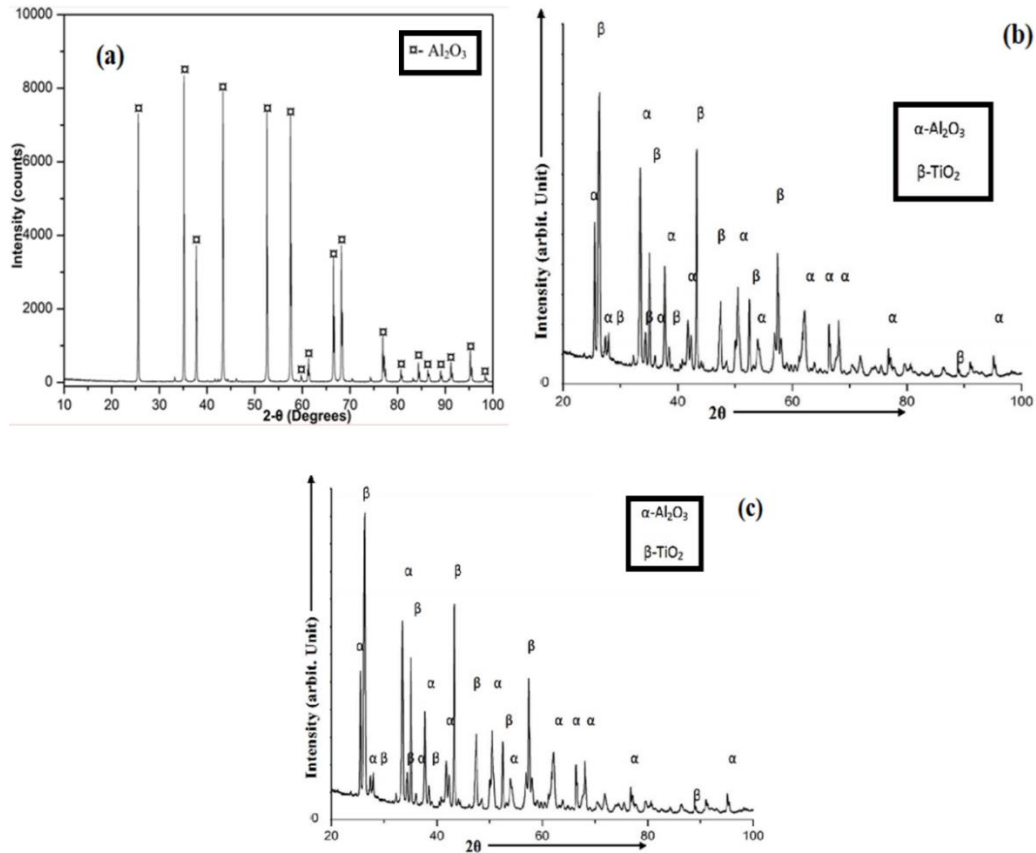 (a)
¤- Al₂O₃
Intensity (counts)
10000
8000
6000
4000
2000
0
¤ ¤ ¤ ¤ ¤ ¤ ¤ ¤ ¤ ¤ ¤ ¤ ¤ ¤ ¤ ¤ ¤ ¤
10 20 30 40 50 60 70 80 90 100
2-θ (Degrees)
(b)
α-Al₂O₃
β-TiO₂
Intensity (arbit. Unit)
0
β
α β
β
β
α
α β α
α
β α α α
α β β α β α α α
β
20 40 60 80 100
2θ
(c)
α-Al₂O₃
β-TiO₂
Intensity (arbit. Unit)
0
β
α β
β
α β
α β α
α β α α α
α β β α β α α α
β
20 40 60 80 100
2θ